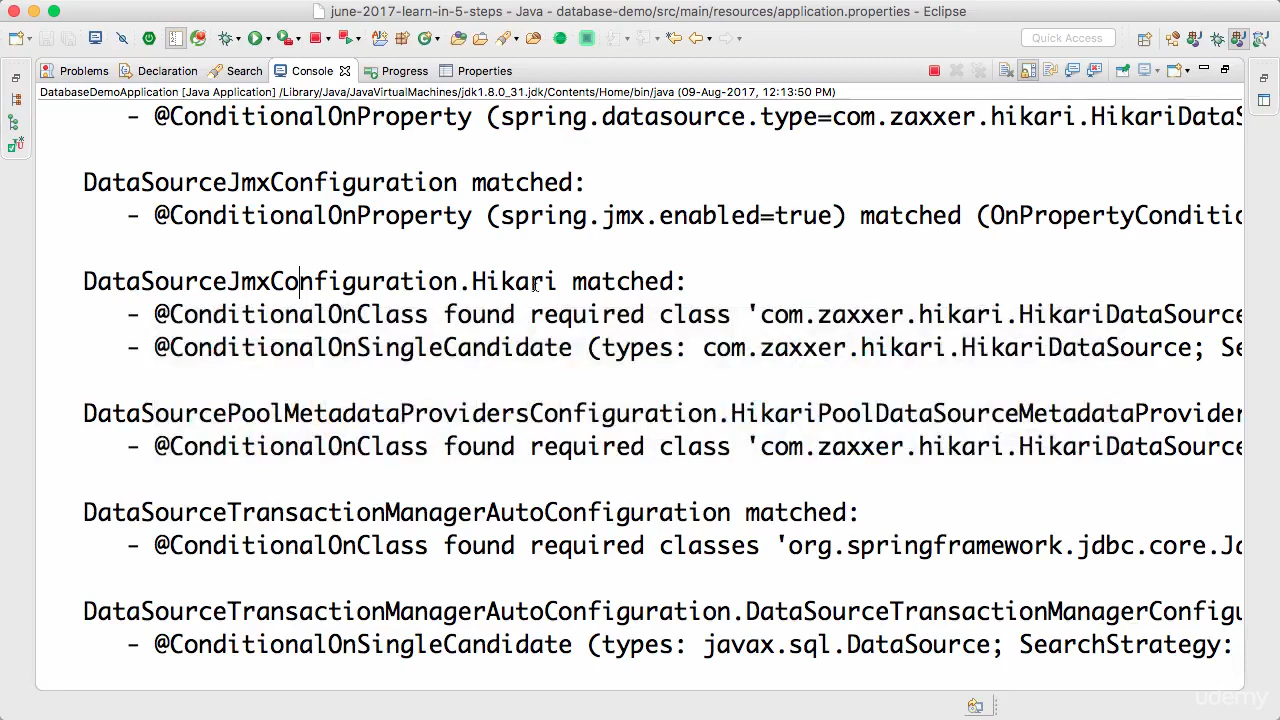 june-2017-learn-in-5-steps - Java - database-demo/src/main/resources/application.properties - Eclipse
Quick Access
Problems Declaration Search Console Progress Properties
DatabaseDemoApplication [Java Application] /Library/Java/JavaVirtualMachines/jdk1.8.0_31.jdk/Contents/Home/bin/java (09-Aug-2017, 12:13:50 PM)
- @ConditionalOnProperty (spring.datasource.type=com.zaxxer.hikari.HikariDataS
DataSourceJmxConfiguration matched:
- @ConditionalOnProperty (spring.jmx.enabled=true) matched (OnPropertyConditio
DataSourceJmxConfiguration.Hikari matched:
- @ConditionalOnClass found required class 'com.zaxxer.hikari.HikariDataSource
- @ConditionalOnSingleCandidate (types: com.zaxxer.hikari.HikariDataSource; Se
DataSourcePoolMetadataProvidersConfiguration.HikariPoolDataSourceMetadataProvider
- @ConditionalOnClass found required class 'com.zaxxer.hikari.HikariDataSource
DataSourceTransactionManagerAutoConfiguration matched:
- @ConditionalOnClass found required classes 'org.springframework.jdbc.core.Jd
DataSourceTransactionManagerAutoConfiguration.DataSourceTransactionManagerConfigu
- @ConditionalOnSingleCandidate (types: javax.sql.DataSource; SearchStrategy:
udemy